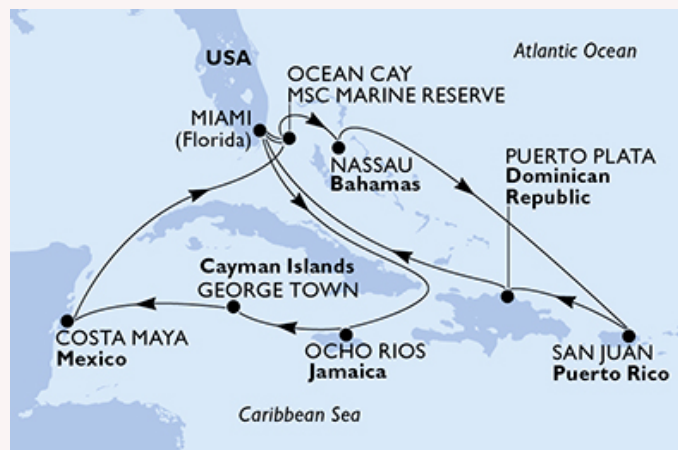 Atlantic Ocean
USA
OCEAN CAY
MSC MARINE RESERVE
MIAMI
(Florida)
NASSAU
Bahamas
PUERTO PLATA
Dominican
Republic
Cayman Islands
GEORGE TOWN
COSTA MAYA
Mexico
OCHO RIOS
Jamaica
SAN JUAN
Puerto Rico
Caribbean Sea